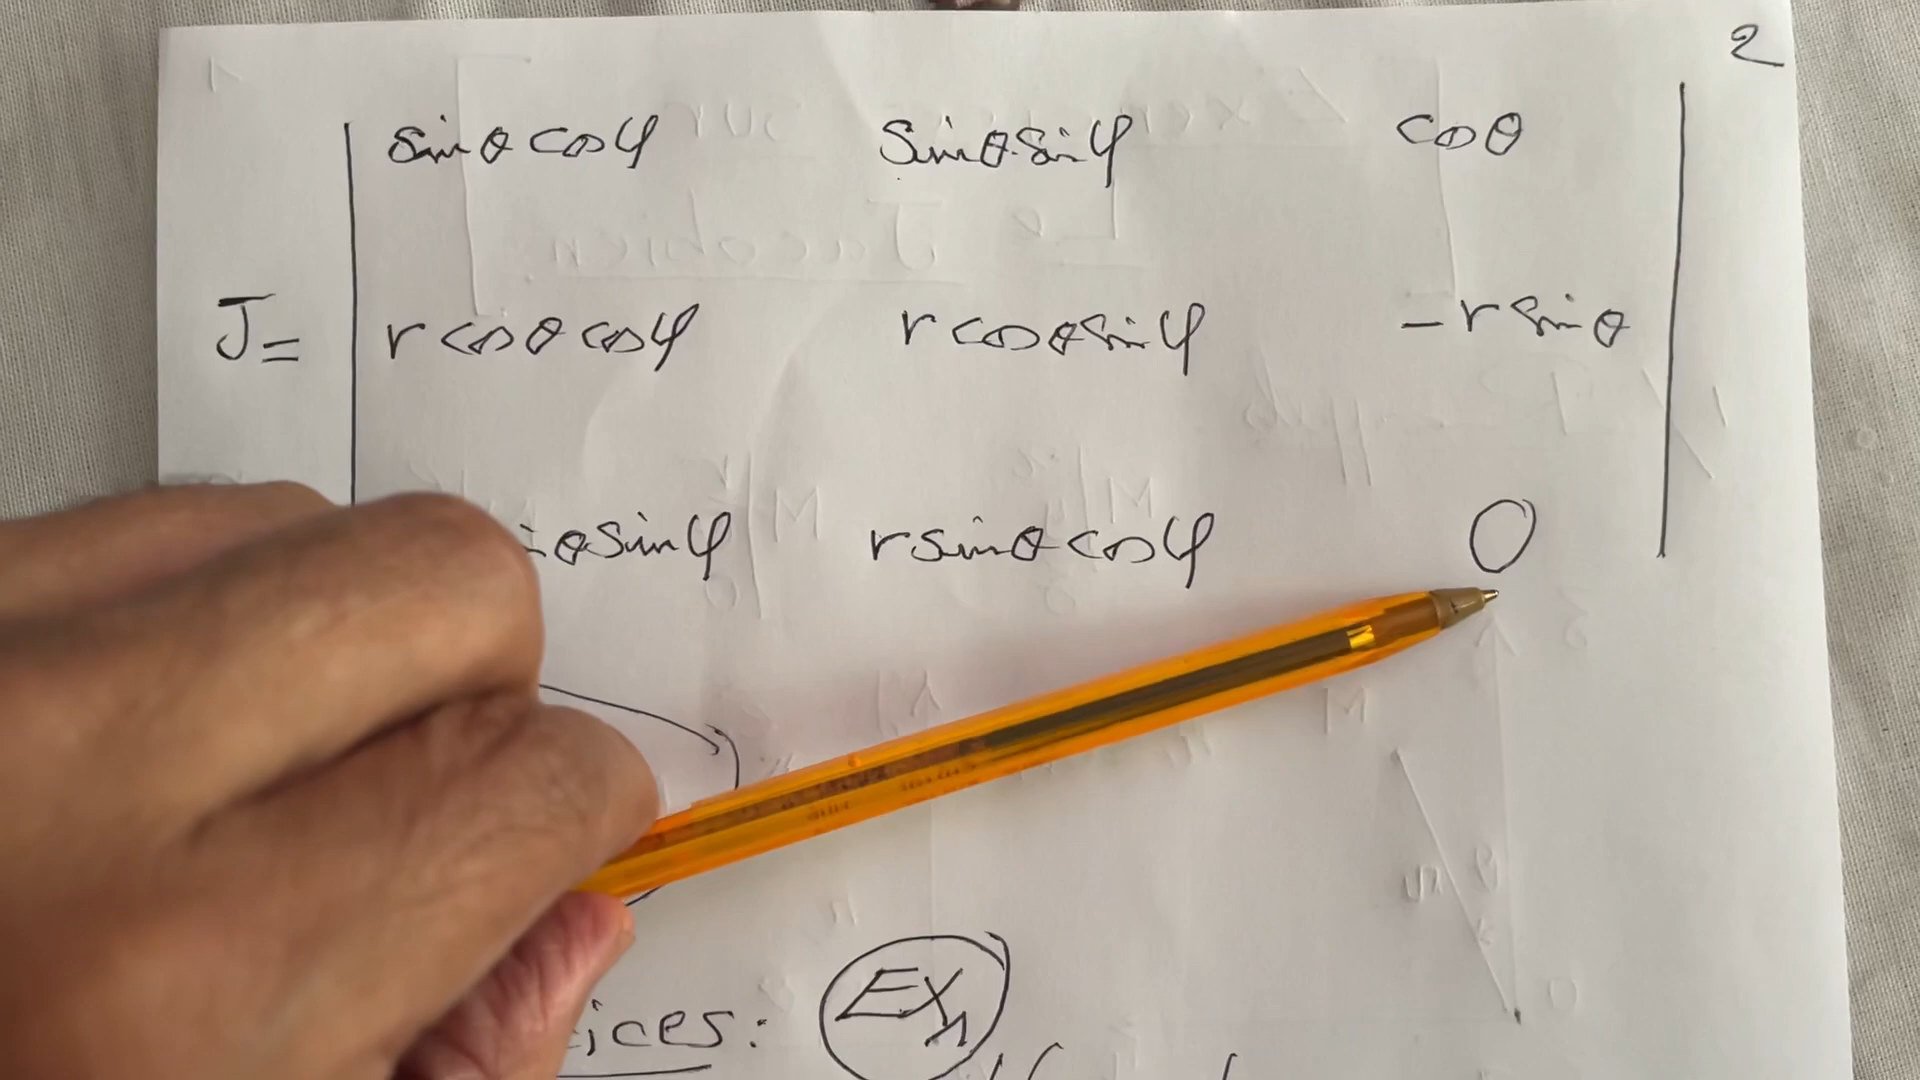 2
sinθ cosφ sinθ sinφ cosθ
J= r cosθ cosφ r cosθ sinφ - r sinθ
θ sinφ r sinθ cosφ 0
ices: EX1